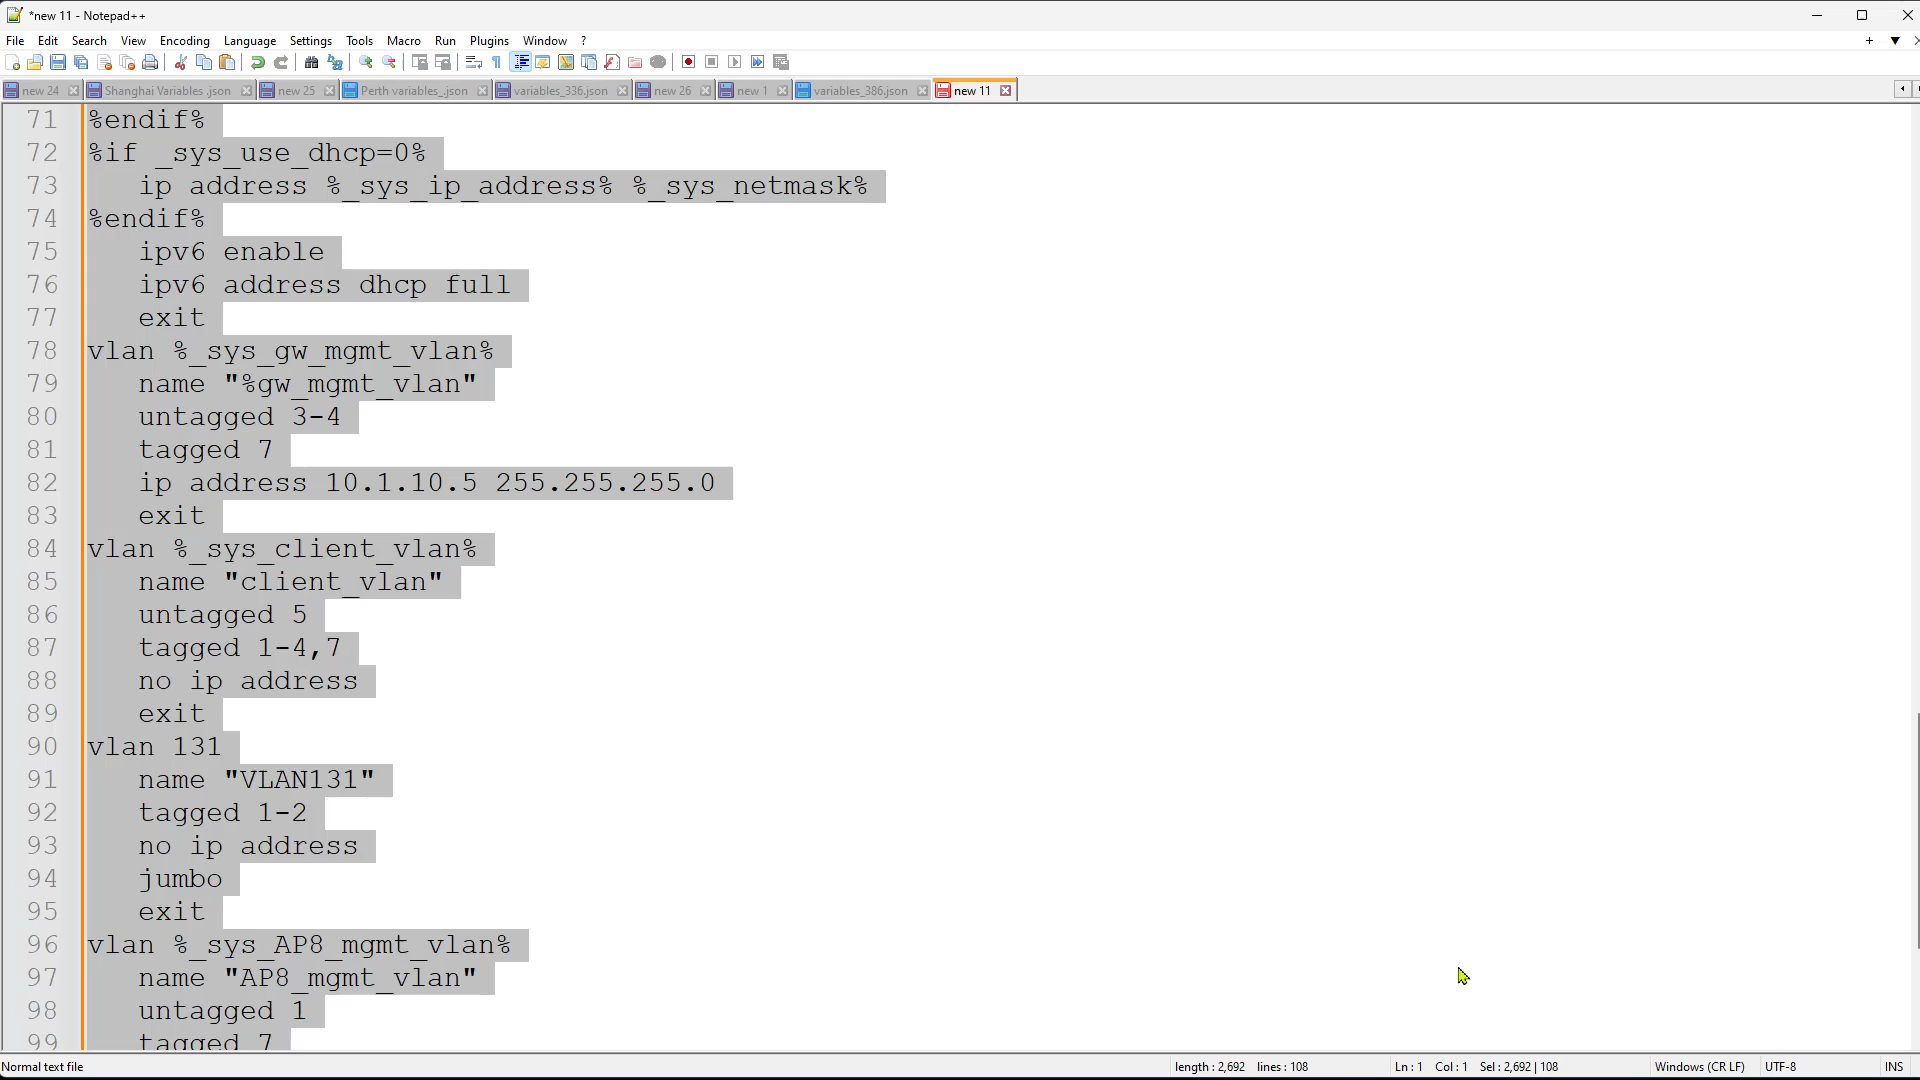 *new 11 - Notepad++
File Edit Search View Encoding Language Settings Tools Macro Run Plugins Window ?
new 24 Shanghai Variables .json new 25 Perth variables_.json variables_336.json new 26 new 1 variables_386.json new 11
71 %endif%
72 %if _sys_use_dhcp=0%
73 ip address %_sys_ip_address% %_sys_netmask%
74 %endif%
75 ipv6 enable
76 ipv6 address dhcp full
77 exit
78 vlan %_sys_gw_mgmt_vlan%
79 name "%gw_mgmt_vlan"
80 untagged 3-4
81 tagged 7
82 ip address 10.1.10.5 255.255.255.0
83 exit
84 vlan %_sys_client_vlan%
85 name "client_vlan"
86 untagged 5
87 tagged 1-4,7
88 no ip address
89 exit
90 vlan 131
91 name "VLAN131"
92 tagged 1-2
93 no ip address
94 jumbo
95 exit
96 vlan %_sys_AP8_mgmt_vlan%
97 name "AP8_mgmt_vlan"
98 untagged 1
99 tagged 7
Normal text file length : 2,692 lines : 108 Ln : 1 Col : 1 Sel : 2,692 | 108 Windows (CR LF) UTF-8 INS